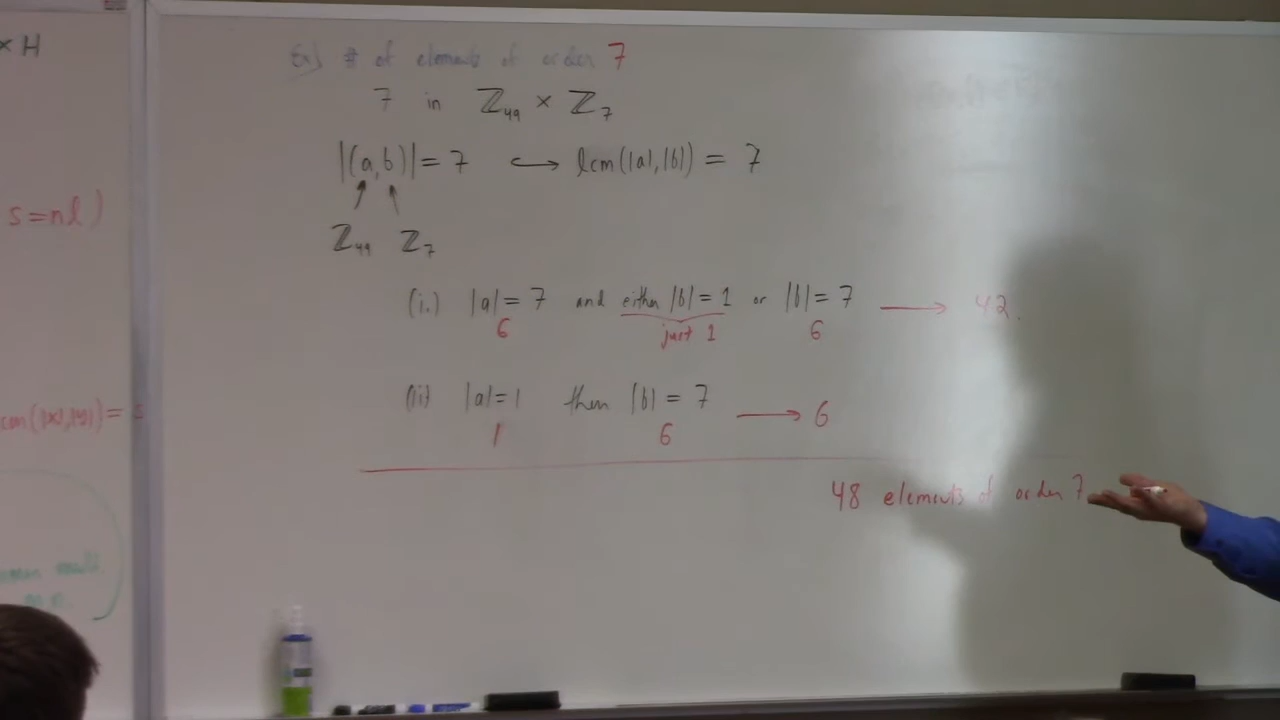 × H
s=nl)
Ex) # of elements of order 7
7 in ℤ₄₉ × ℤ₇
|(a,b)|= 7 ↪ lcm(|a|,|b|) = 7
ℤ₄₉ ℤ₇
(i.) |a|= 7 and either |b|= 1 or |b|= 7 → 42.
6 just 1 6
(ii) |a|=1 then |b| = 7 → 6
1 6
48 elements of order 7
(|x|,|y|)= s